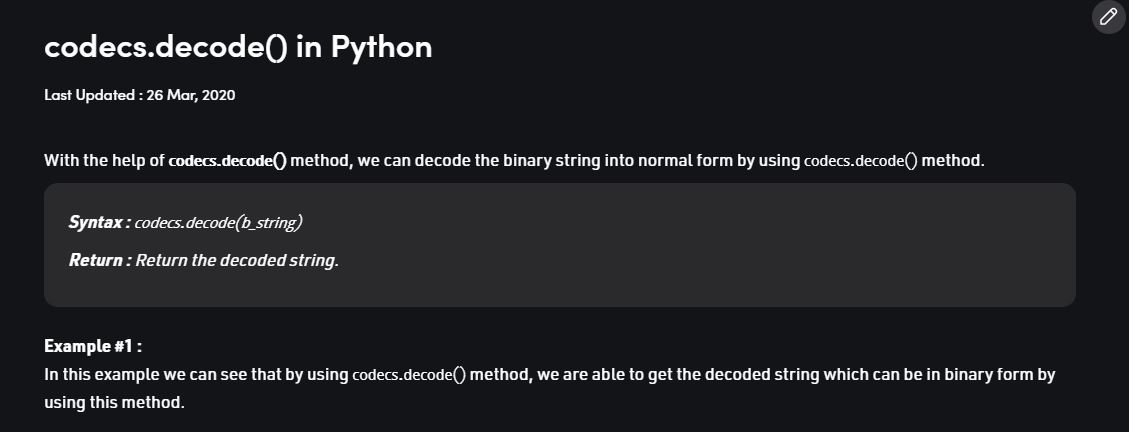 codecs.decode() in Python
Last Updated : 26 Mar, 2020
With the help of codecs.decode() method, we can decode the binary string into normal form by using codecs.decode() method.
Syntax : codecs.decode(b_string)
Return : Return the decoded string.
Example #1 :
In this example we can see that by using codecs.decode() method, we are able to get the decoded string which can be in binary form by
using this method.